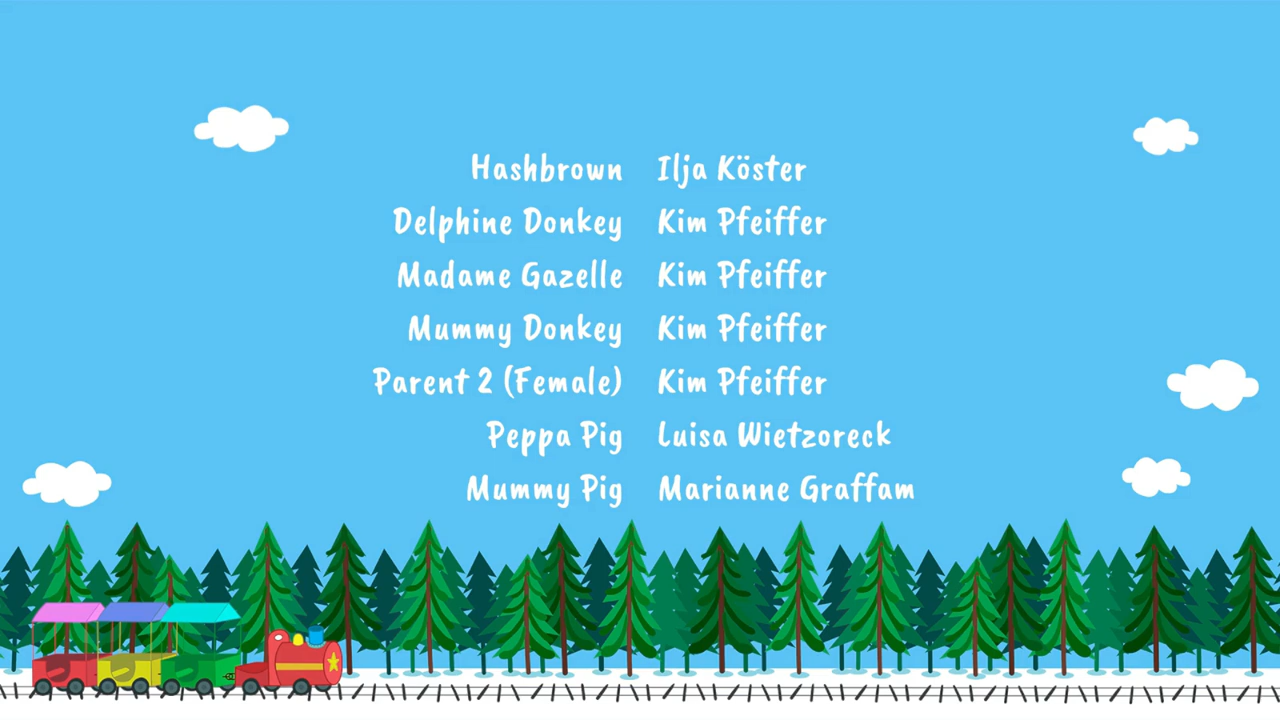 Hashbrown Ilja Köster
Delphine Donkey Kim Pfeiffer
Madame Gazelle Kim Pfeiffer
Mummy Donkey Kim Pfeiffer
Parent 2 (Female) Kim Pfeiffer
Peppa Pig Luisa Wietzoreck
Mummy Pig Marianne Graffam